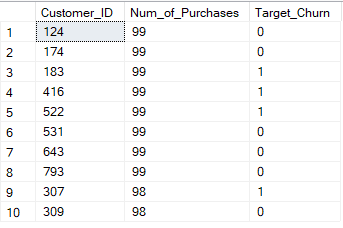 Customer_ID Num_of_Purchases Target_Churn
1 124 99 0
2 174 99 0
3 183 99 1
4 416 99 1
5 522 99 1
6 531 99 0
7 643 99 0
8 793 99 0
9 307 98 1
10 309 98 0